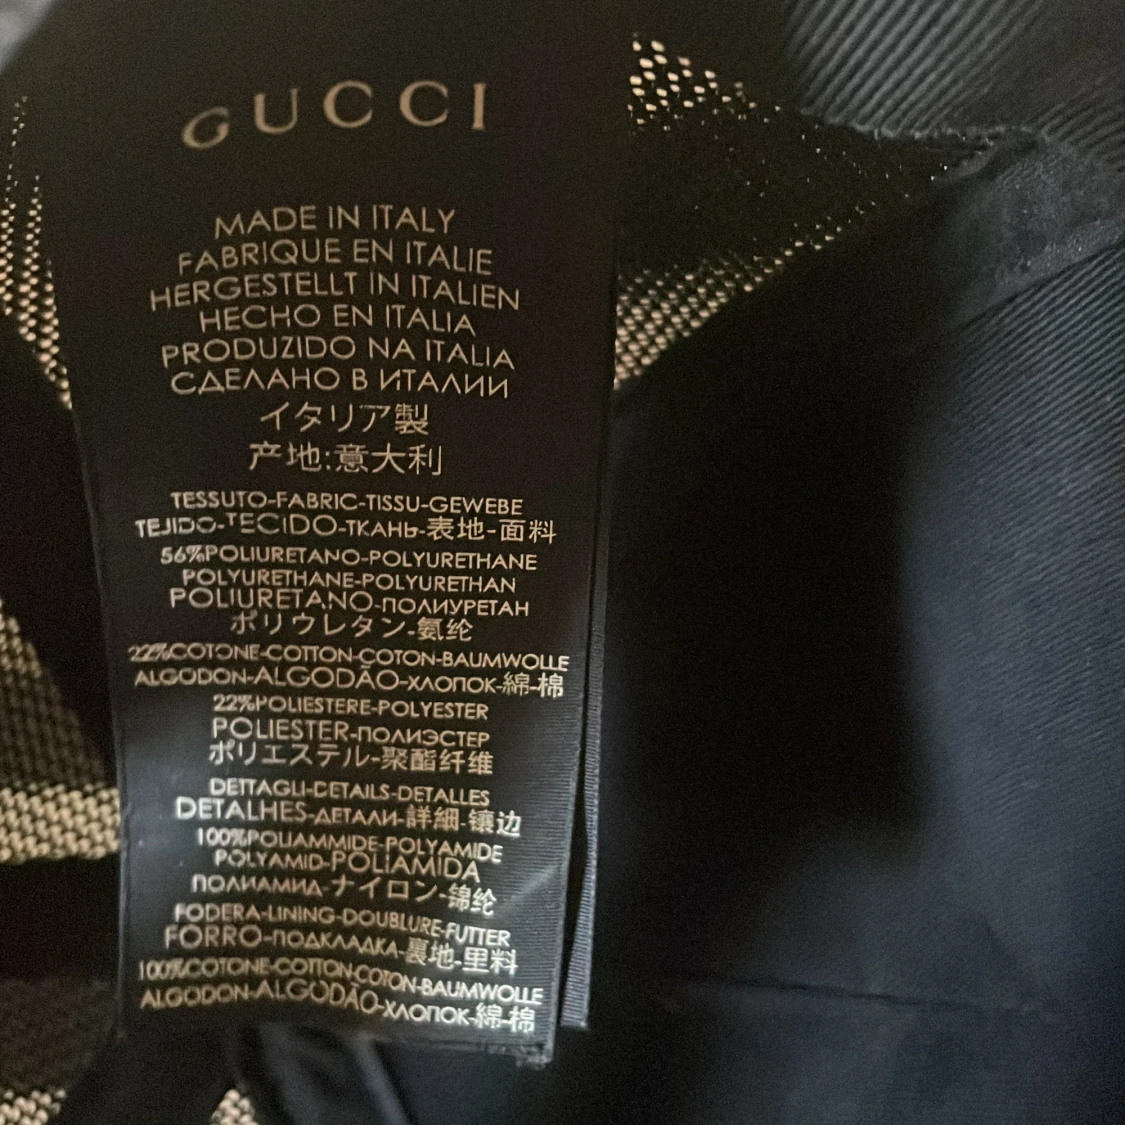 GUCCI
MADE IN ITALY
FABRIQUE EN ITALIE
HERGESTELLT IN ITALIEN
HECHO EN ITALIA
PRODUZIDO NA ITALIA
СДЕЛАНО В ИТАЛИИ
イタリア製
产地:意大利
TESSUTO-FABRIC-TISSU-GEWEBE
TEJIDO-TECIDO-ТКАНЬ-表地-面料
56%POLIURETANO-POLYURETHANE
POLYURETHANE-POLYURETHAN
POLIURETANO-ПОЛИУРЕТАН
ポリウレタン-氨纶
22%COTONE-COTTON-COTON-BAUMWOLLE
ALGODON-ALGODÃO-ХЛОПОК-綿-棉
22%POLIESTERE-POLYESTER
POLIESTER-ПОЛИЭСТЕР
ポリエステル-聚酯纤维
DETTAGLI-DETAILS-DETALLES
DETALHES-ДЕТАЛИ-詳細-镶边
100%POLIAMMIDE-POLYAMIDE
POLYAMID-POLIAMIDA
ПОЛИАМИД-ナイロン-锦纶
FODERA-LINING-DOUBLURE-FUTTER
FORRO-ПОДКЛАДКА-裏地-里料
100%COTONE-COTTON-COTON-BAUMWOLLE
ALGODON-ALGODÃO-ХЛОПОК-綿-棉